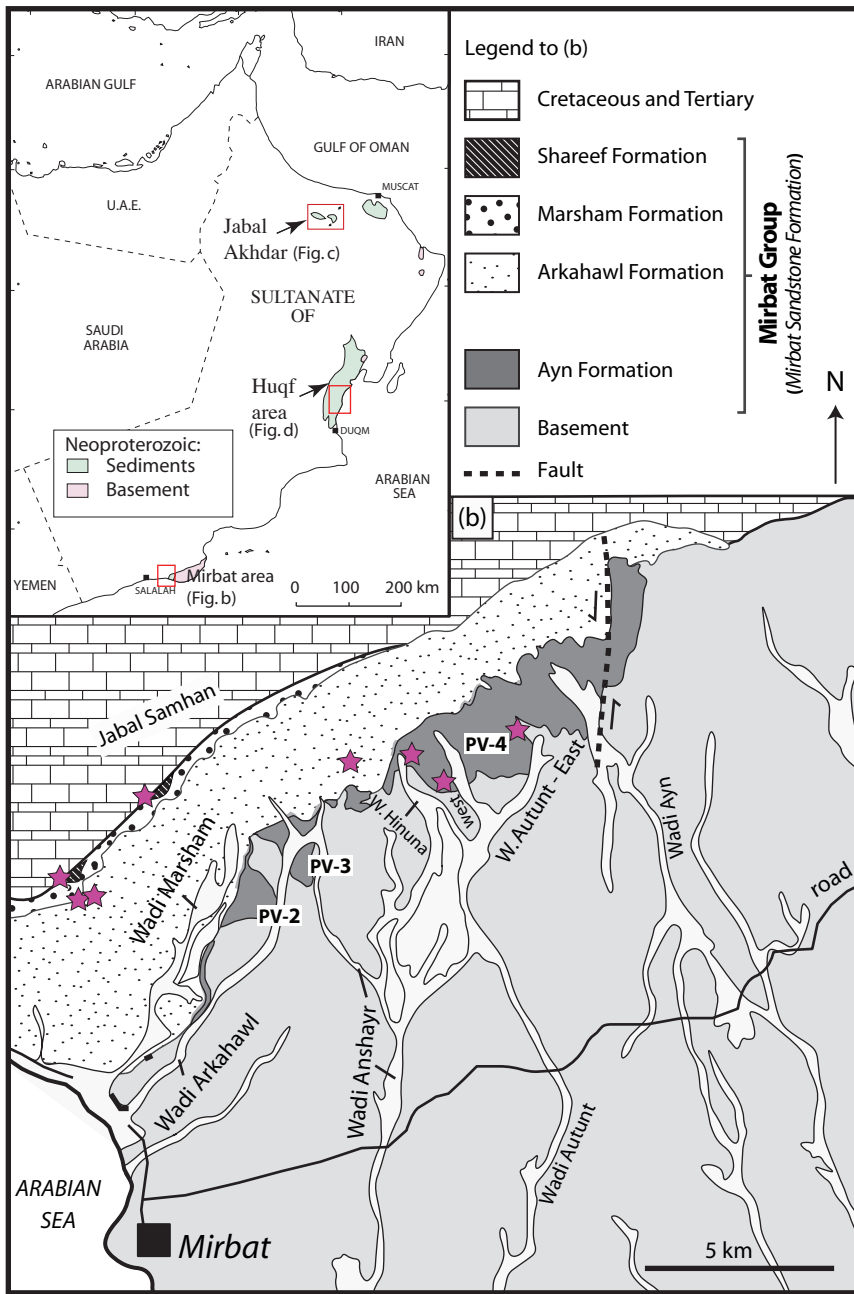 IRAN
ARABIAN GULF
GULF OF OMAN
MUSCAT
U.A.E.
Jabal
Akhdar (Fig. c)
SULTANATE
OF
SAUDI
ARABIA
Huqf
area
(Fig. d)
DUQM
Neoproterozoic:
Sediments
Basement
ARABIAN
SEA
YEMEN
SALALAH
Mirbat area
(Fig. b)
0 100 200 km
Legend to (b)
Cretaceous and Tertiary
Shareef Formation
Marsham Formation
Arkahawl Formation
Ayn Formation
Basement
Fault
Mirbat Group
(Mirbat Sandstone Formation)
N
(b)
Jabal Samhan
PV-4
W. Hinuna
west
W. Autunt - East
Wadi Ayn
Wadi Marsham
PV-3
PV-2
road
Wadi Arkahawl
Wadi Anshayr
Wadi Autunt
ARABIAN
SEA
Mirbat
5 km